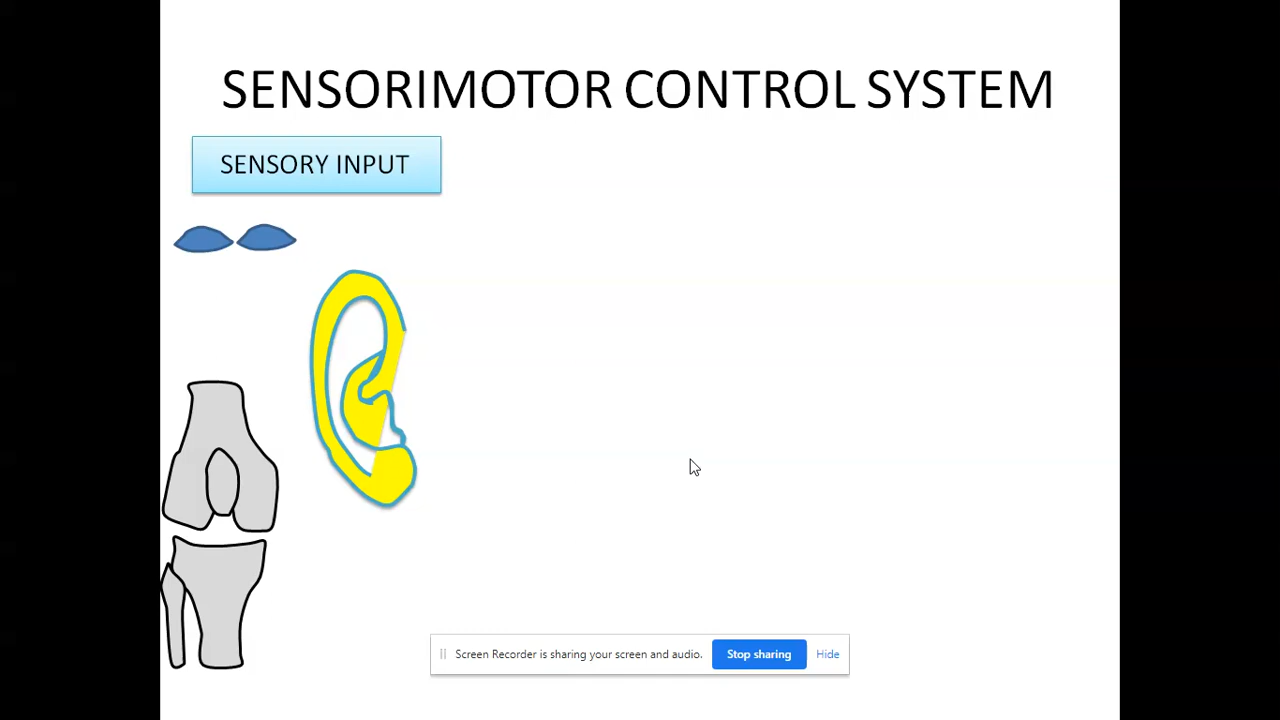 SENSORIMOTOR CONTROL SYSTEM
SENSORY INPUT
Screen Recorder is sharing your screen and audio.
Stop sharing
Hide